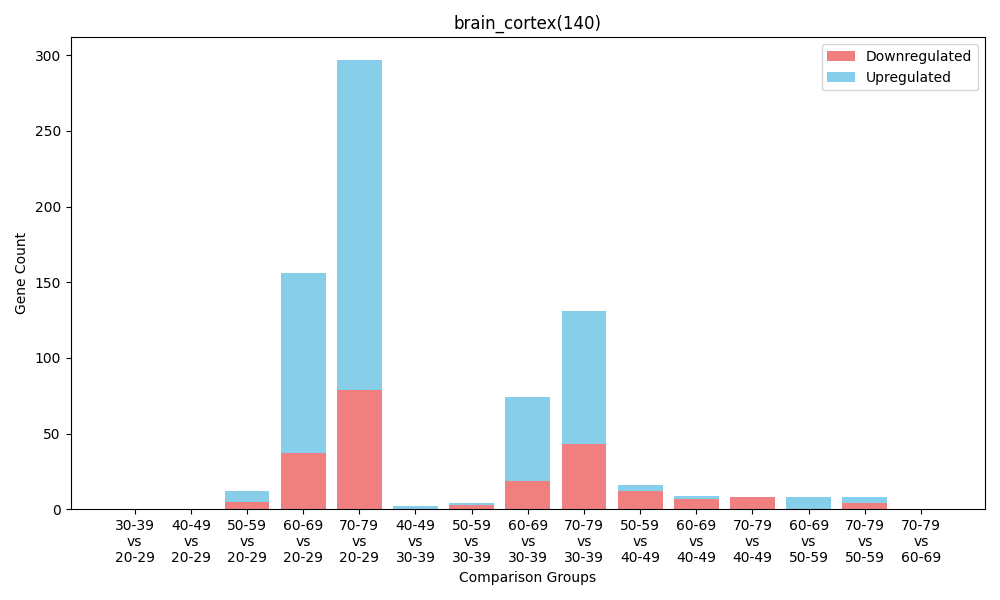 brain_cortex(140)
Downregulated
Upregulated
Gene Count
300
250
200
150
100
50
0
30-39
vs
20-29
40-49
vs
20-29
50-59
vs
20-29
60-69
vs
20-29
70-79
vs
20-29
40-49
vs
30-39
50-59
vs
30-39
60-69
vs
30-39
70-79
vs
30-39
50-59
vs
40-49
60-69
vs
40-49
70-79
vs
40-49
60-69
vs
50-59
70-79
vs
50-59
70-79
vs
60-69
Comparison Groups